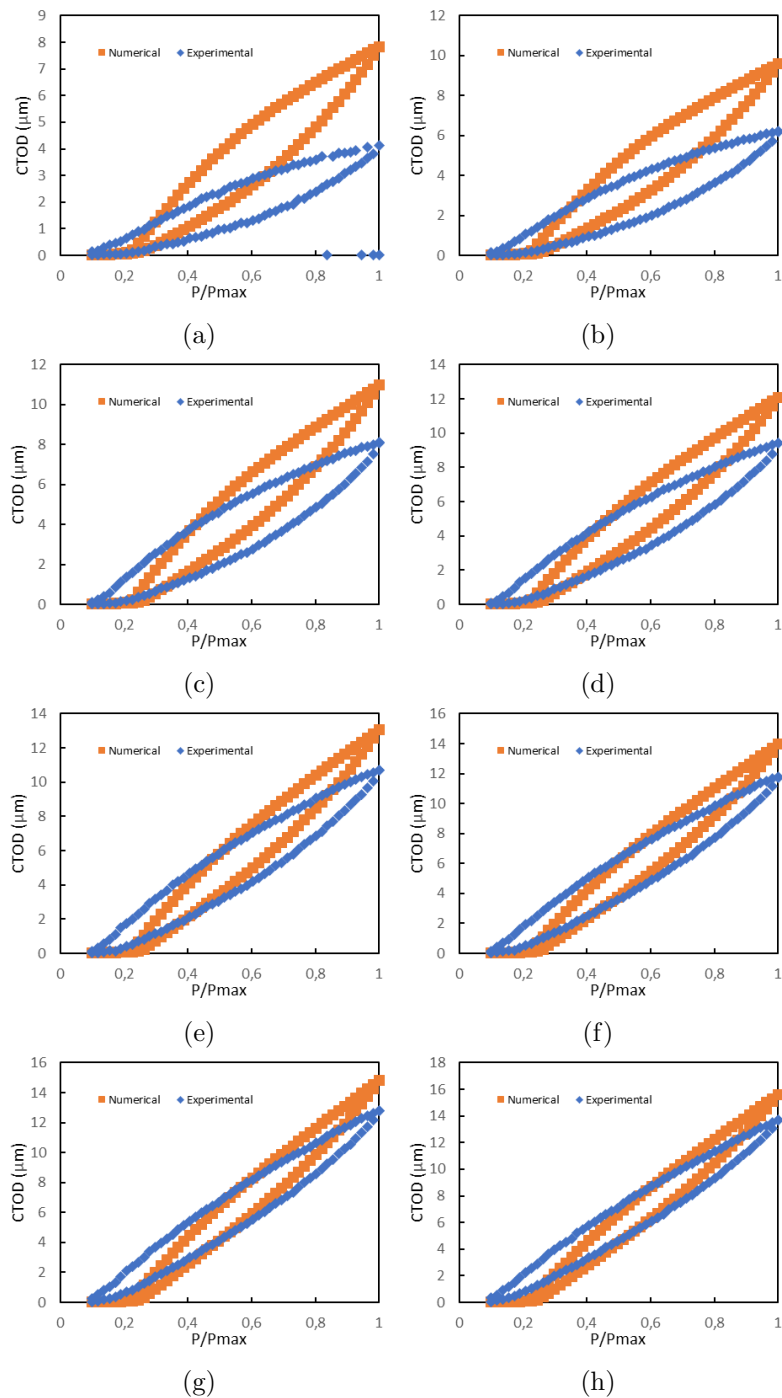 9
8
7
6
5
4
3
2
1
0
CTOD (μm)
Numerical Experimental
0 0,2 0,4 0,6 0,8 1
P/Pmax
(a)
12
10
8
6
4
2
0
CTOD (μm)
Numerical Experimental
0 0,2 0,4 0,6 0,8 1
P/Pmax
(b)
12
10
8
6
4
2
0
CTOD (μm)
Numerical Experimental
0 0,2 0,4 0,6 0,8 1
P/Pmax
(c)
14
12
10
8
6
4
2
0
CTOD (μm)
Numerical Experimental
0 0,2 0,4 0,6 0,8 1
P/Pmax
(d)
14
12
10
8
6
4
2
0
CTOD (μm)
Numerical Experimental
0 0,2 0,4 0,6 0,8 1
P/Pmax
(e)
16
14
12
10
8
6
4
2
0
CTOD (μm)
Numerical Experimental
0 0,2 0,4 0,6 0,8 1
P/Pmax
(f)
16
14
12
10
8
6
4
2
0
CTOD (μm)
Numerical Experimental
0 0,2 0,4 0,6 0,8 1
P/Pmax
(g)
18
16
14
12
10
8
6
4
2
0
CTOD (μm)
Numerical Experimental
0 0,2 0,4 0,6 0,8 1
P/Pmax
(h)